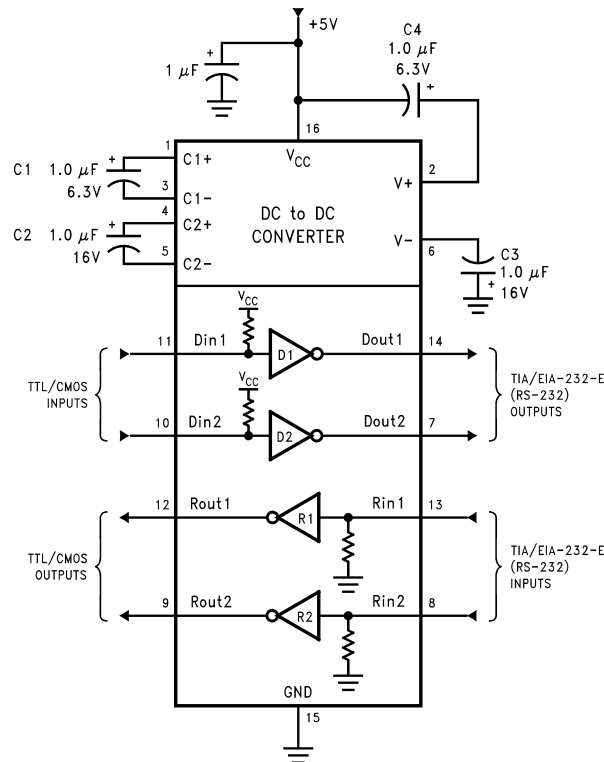 +5V
C4
1.0 μF
6.3V
1 μF
+
+
16
VCC
1
C1+
C1 1.0 μF
6.3V
+
3
C1-
4
C2+
C2 1.0 μF
16V
+
5
C2-
DC to DC
CONVERTER
2
V+
V-
6
C3
1.0 μF
+
16V
VCC
11
Din1
D1
Dout1
14
TTL/CMOS
INPUTS
VCC
10
Din2
D2
Dout2
7
TIA/EIA-232-E
(RS-232)
OUTPUTS
12
Rout1
R1
Rin1
13
TTL/CMOS
OUTPUTS
9
Rout2
R2
Rin2
8
TIA/EIA-232-E
(RS-232)
INPUTS
GND
15